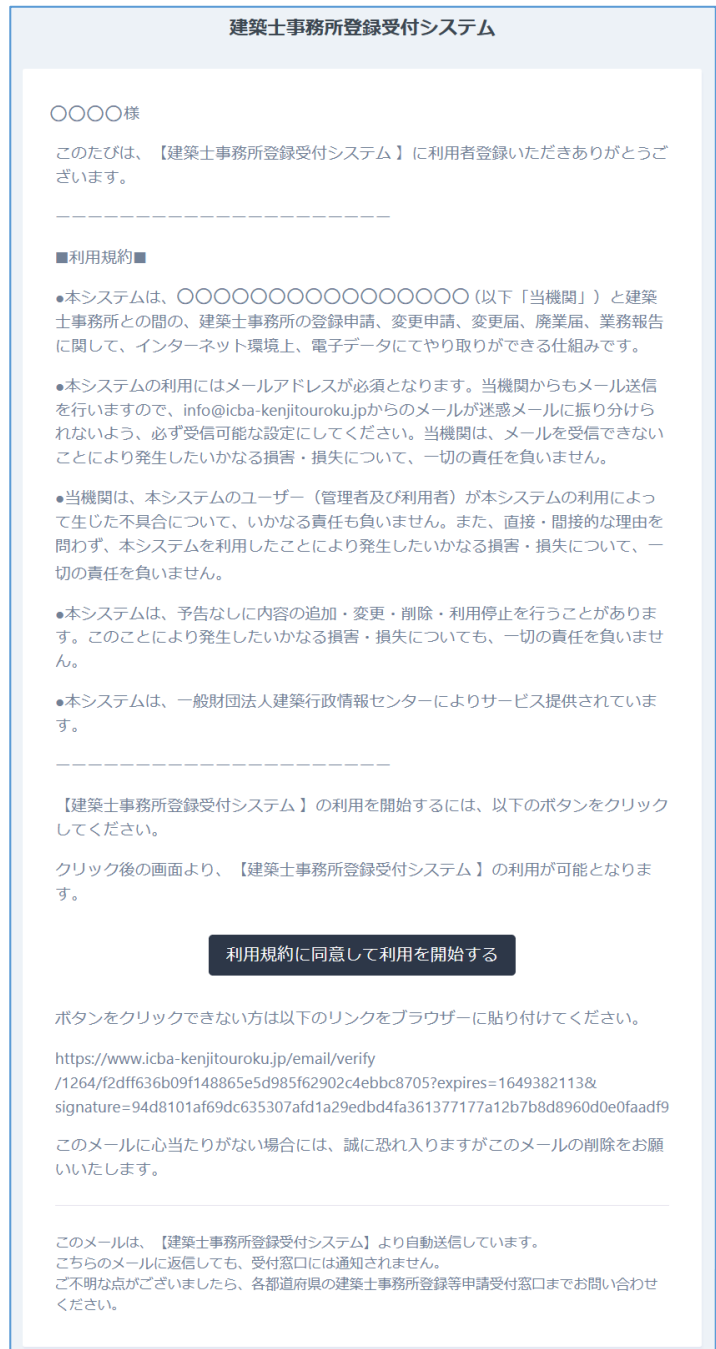 建築士事務所登録受付システム
〇〇〇〇様
このたびは、【建築士事務所登録受付システム 】に利用者登録いただきありがとうご
ざいます。
ーーーーーーーーーーーーーーーーーーーーー
■利用規約■
●本システムは、〇〇〇〇〇〇〇〇〇〇〇〇〇〇〇〇(以下「当機関」）と建築
士事務所との間の、建築士事務所の登録申請、変更申請、変更届、廃業届、業務報告
に関して、インターネット環境上、電子データにてやり取りができる仕組みです。
●本システムの利用にはメールアドレスが必須となります。当機関からもメール送信
を行いますので、info@icba-kenjitouroku.jpからのメールが迷惑メールに振り分けら
れないよう、必ず受信可能な設定にしてください。当機関は、メールを受信できない
ことにより発生したいかなる損害・損失について、一切の責任を負いません。
●当機関は、本システムのユーザー（管理者及び利用者）が本システムの利用によっ
て生じた不具合について、いかなる責任も負いません。また、直接・間接的な理由を
問わず、本システムを利用したことにより発生したいかなる損害・損失について、一
切の責任を負いません。
●本システムは、予告なしに内容の追加・変更・削除・利用停止を行うことがありま
す。このことにより発生したいかなる損害・損失についても、一切の責任を負いませ
ん。
●本システムは、一般財団法人建築行政情報センターによりサービス提供されていま
す。
ーーーーーーーーーーーーーーーーーーーーー
【建築士事務所登録受付システム 】の利用を開始するには、以下のボタンをクリック
してください。
クリック後の画面より、【建築士事務所登録受付システム 】の利用が可能となりま
す。
利用規約に同意して利用を開始する
ボタンをクリックできない方は以下のリンクをブラウザーに貼り付けてください。
https://www.icba-kenjitouroku.jp/email/verify
/1264/f2dff636b09f148865e5d985f62902c4ebbc8705?expires=1649382113&
signature=94d8101af69dc635307afd1a29edbd4fa361377177a12b7b8d8960d0e0faadf9
このメールに心当たりがない場合には、誠に恐れ入りますがこのメールの削除をお願
いいたします。
このメールは、【建築士事務所登録受付システム】より自動送信しています。
こちらのメールに返信しても、受付窓口には通知されません。
ご不明な点がございましたら、各都道府県の建築士事務所登録等申請受付窓口までお問い合わせ
ください。